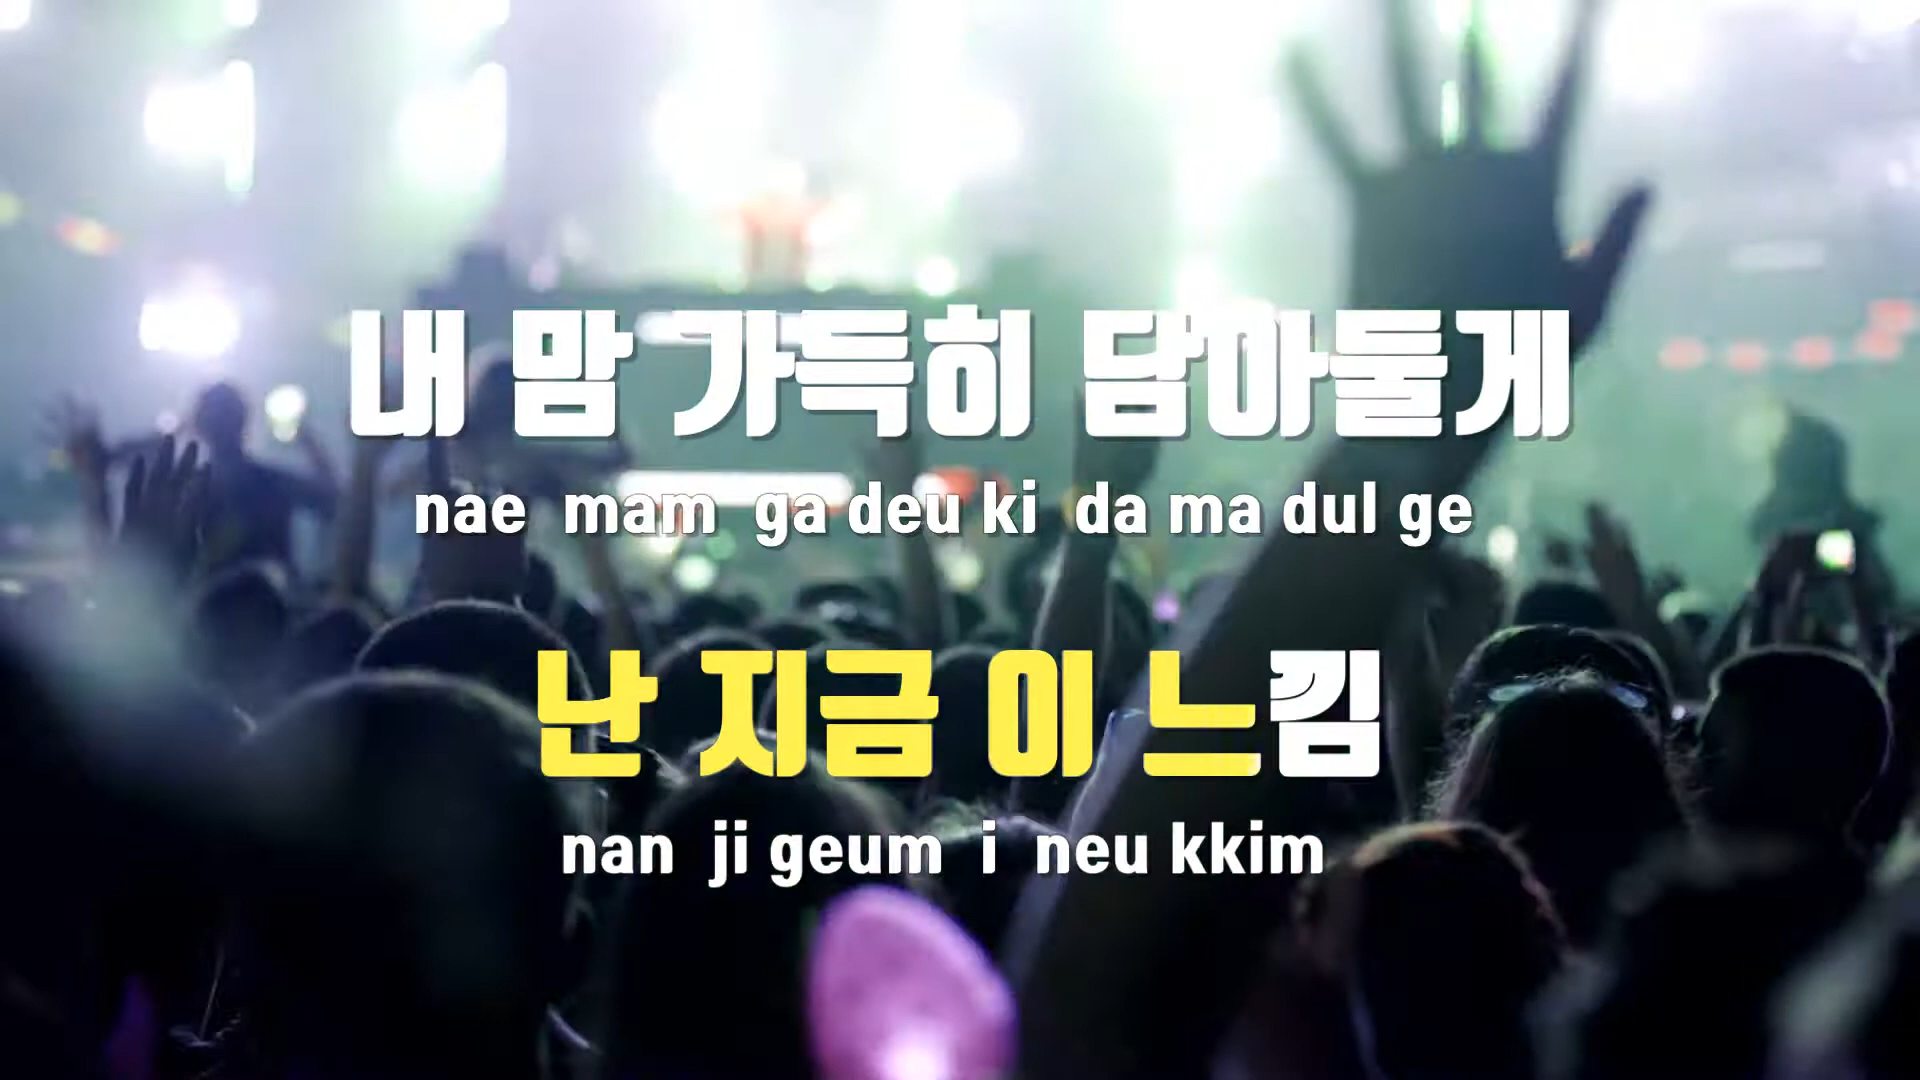 내 맘 가득히 담아둘게
nae mam ga deu ki da ma dul ge
난 지금 이 느낌
nan ji geum i neu kkim